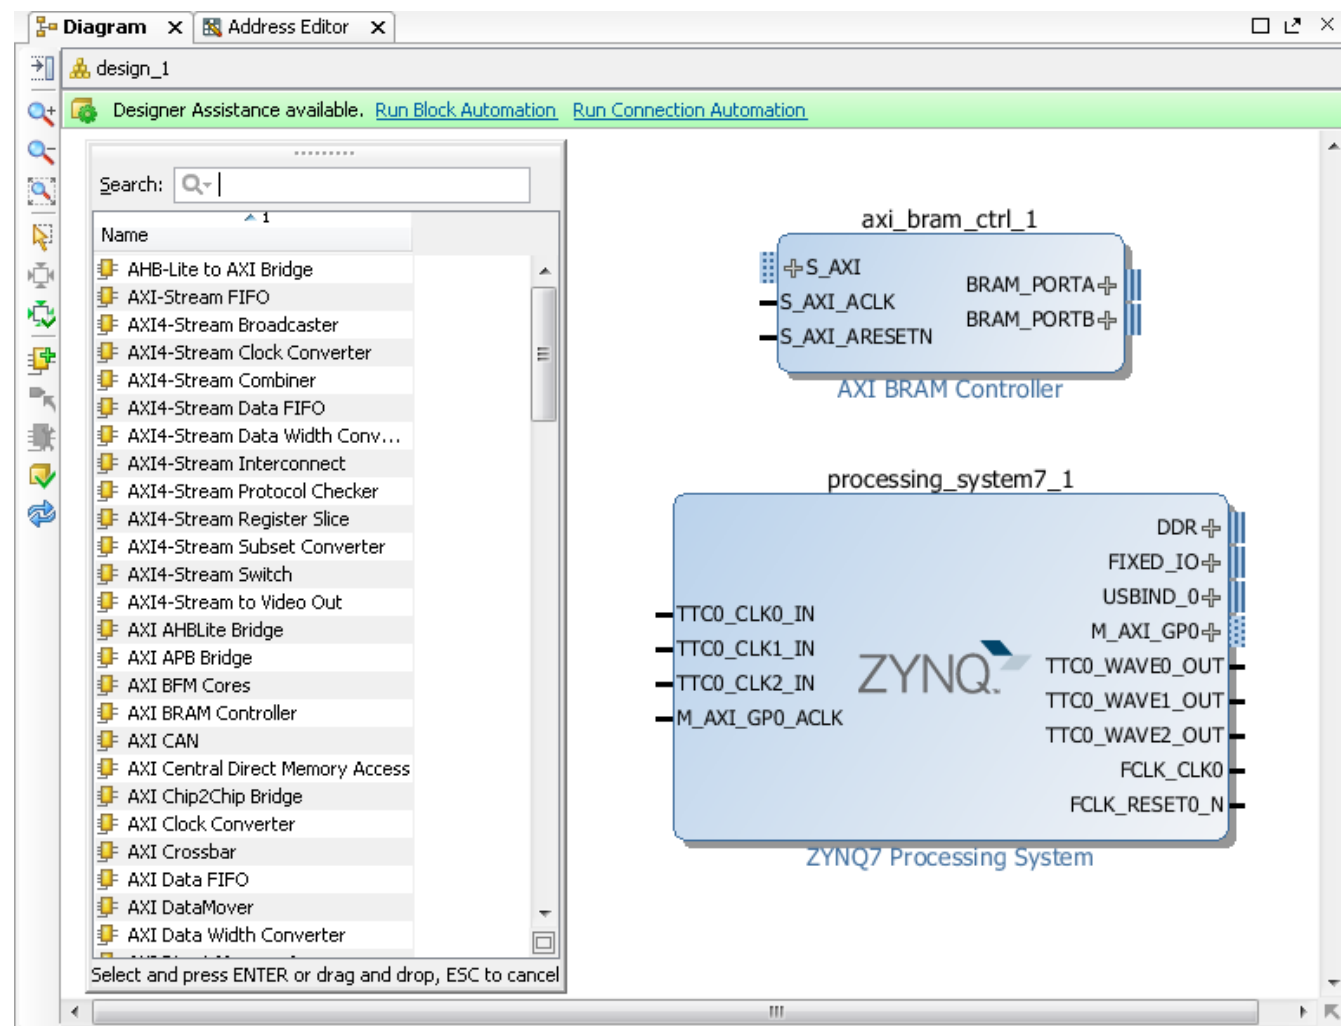 Diagram X Address Editor X
design_1
Designer Assistance available. Run Block Automation Run Connection Automation
Search:
1
Name
AHB-Lite to AXI Bridge
AXI-Stream FIFO
AXI4-Stream Broadcaster
AXI4-Stream Clock Converter
AXI4-Stream Combiner
AXI4-Stream Data FIFO
AXI4-Stream Data Width Conv...
AXI4-Stream Interconnect
AXI4-Stream Protocol Checker
AXI4-Stream Register Slice
AXI4-Stream Subset Converter
AXI4-Stream Switch
AXI4-Stream to Video Out
AXI AHBLite Bridge
AXI APB Bridge
AXI BFM Cores
AXI BRAM Controller
AXI CAN
AXI Central Direct Memory Access
AXI Chip2Chip Bridge
AXI Clock Converter
AXI Crossbar
AXI Data FIFO
AXI DataMover
AXI Data Width Converter
Select and press ENTER or drag and drop, ESC to cancel
axi_bram_ctrl_1
S_AXI
S_AXI_ACLK
S_AXI_ARESETN
BRAM_PORTA
BRAM_PORTB
AXI BRAM Controller
processing_system7_1
TTC0_CLK0_IN
TTC0_CLK1_IN
TTC0_CLK2_IN
M_AXI_GP0_ACLK
ZYNQ
DDR
FIXED_IO
USBIND_0
M_AXI_GP0
TTC0_WAVE0_OUT
TTC0_WAVE1_OUT
TTC0_WAVE2_OUT
FCLK_CLK0
FCLK_RESET0_N
ZYNQ7 Processing System